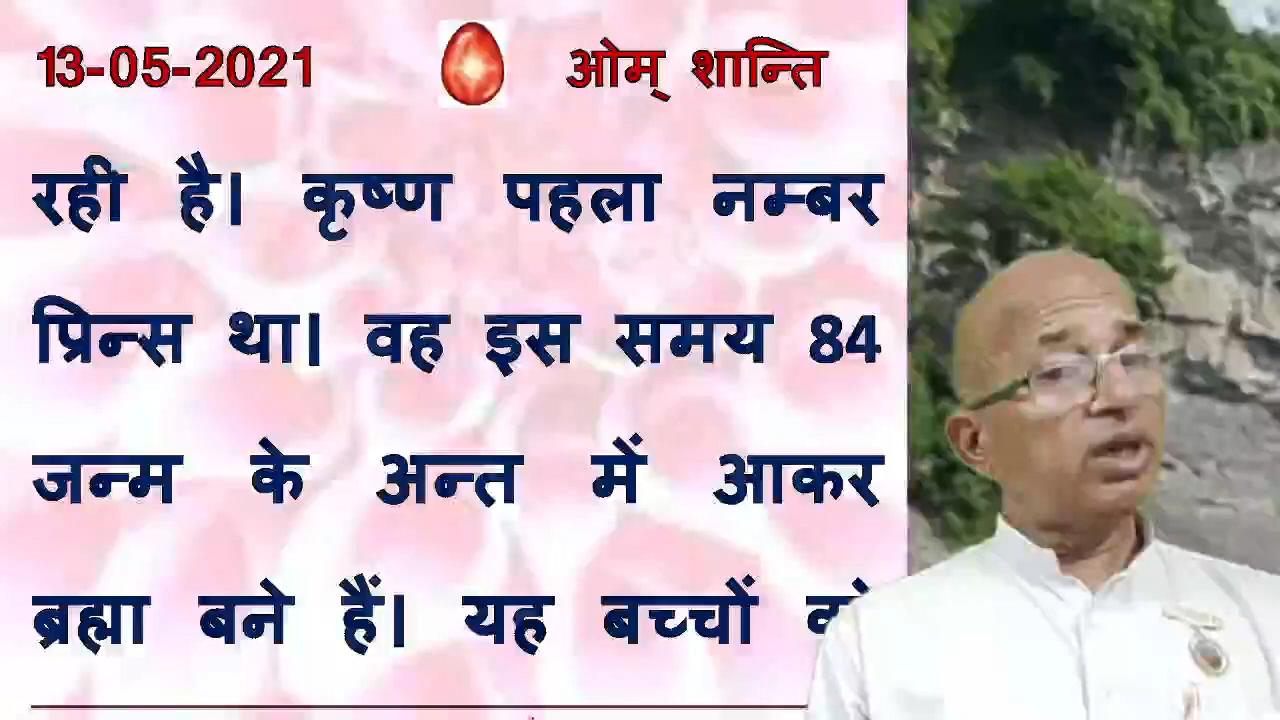 13-05-2021 ओम् शान्ति
रही है। कृष्ण पहला नम्बर
प्रिन्स था। वह इस समय 84
जन्म के अन्त में आकर
ब्रह्मा बने हैं। यह बच्चों